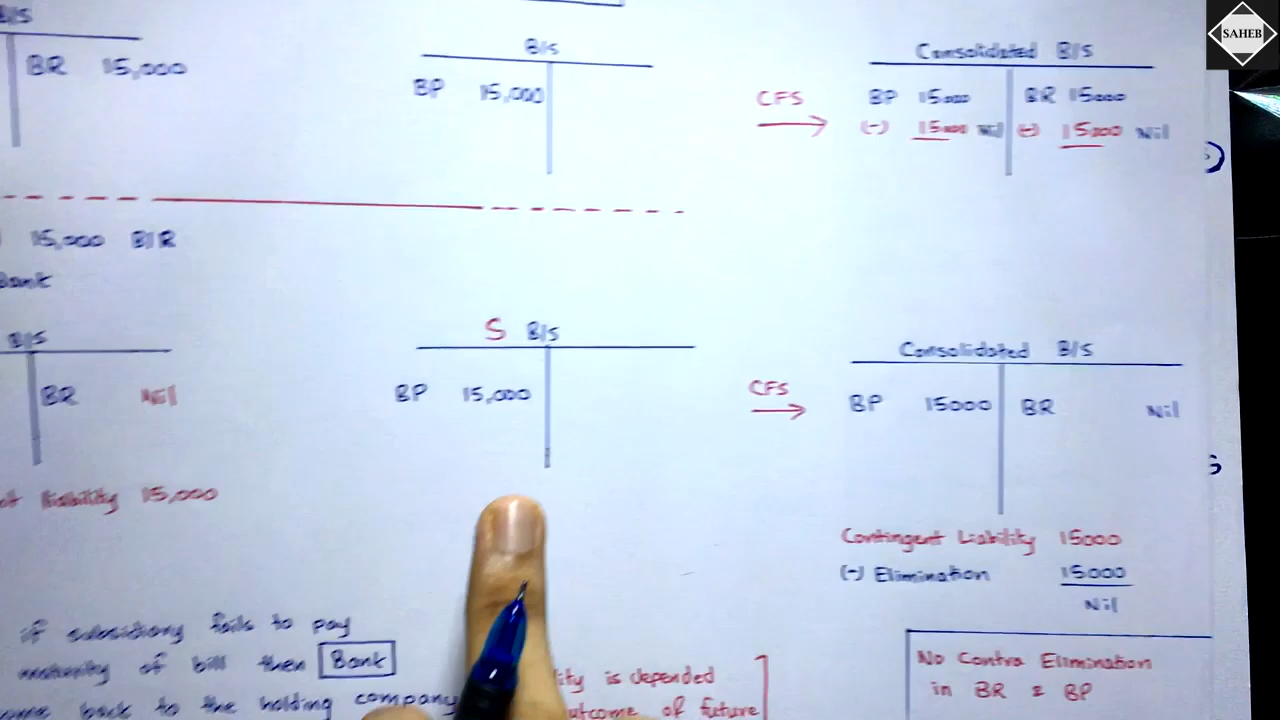 SAHEB
B/S
BR 15,000
B/S
BP 15,000
CFS
Consolidated B/S
BP 15000 BR 15000
(-) 15000 Nil (-) 15000 Nil
15,000 B/R
Bank
B/S
BR Nil
liability 15,000
S B/S
BP 15,000
CFS
Consolidated B/S
BP 15000 BR Nil
Contingent Liability 15000
(-) Elimination 15000
Nil
if subsidiary fails to pay
maturity of bill then Bank
back to the holding company
is depended
of future
No Contra Elimination
in BR & BP